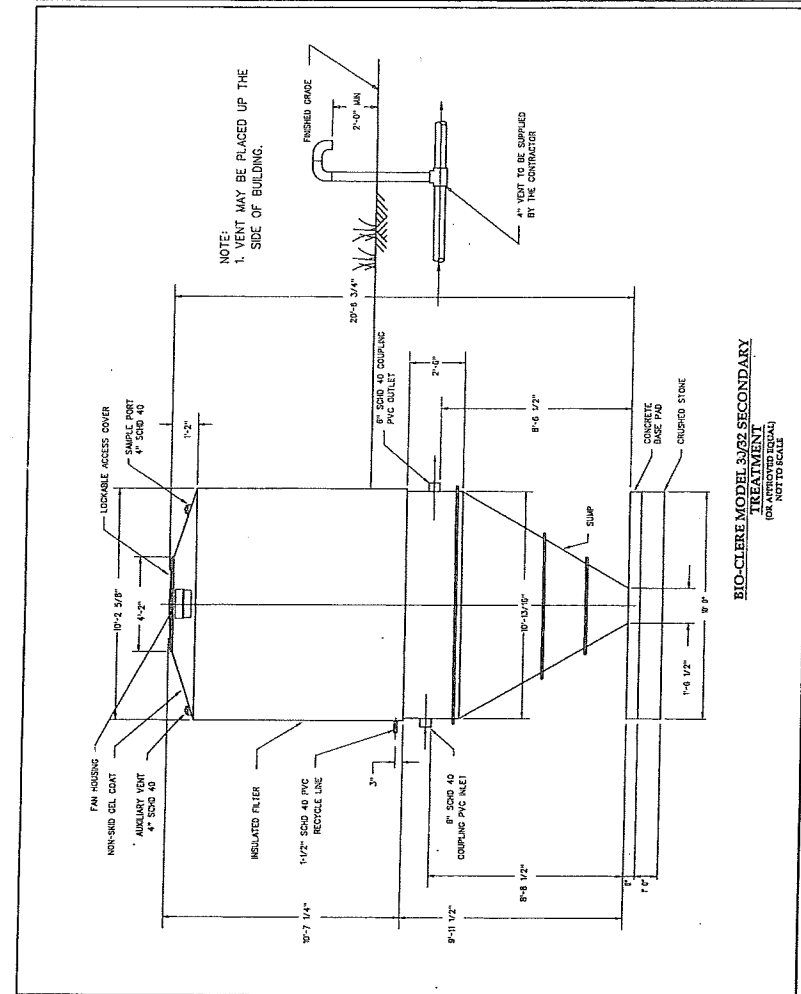 NOTE:
1. VENT MAY BE PLACED UP THE
SIDE OF BUILDING.
FINISHED GRADE
2'-0" MIN
4" VENT TO BE SUPPLIED
BY THE CONTRACTOR
LOCKABLE ACCESS COVER
SAMPLE PORT
4" SCHD 40
1'-2"
10'-2 5/8"
4'-2"
FAN HOUSING
NON-SKID GEL COAT
AUXILIARY VENT
4" SCHD 40
20'-6 3/4"
INSULATED FILTER
1-1/2" SCHD 40 PVC
RECYCLE LINE
3"
6" SCHD 40 COUPLING
PVC OUTLET
2'-0"
8'-6 1/2"
6" SCHD 40
COUPLING PVC INLET
10'-13/16"
SUMP
10'-7 1/4"
9'-11 1/2"
8'-8 1/2"
6"
1' 0"
1'-6 1/2"
10' 0"
CONCRETE
BASE PAD
CRUSHED STONE
BIO-CLERE MODEL 30/32 SECONDARY
TREATMENT
(OR APPROVED EQUAL)
NOT TO SCALE